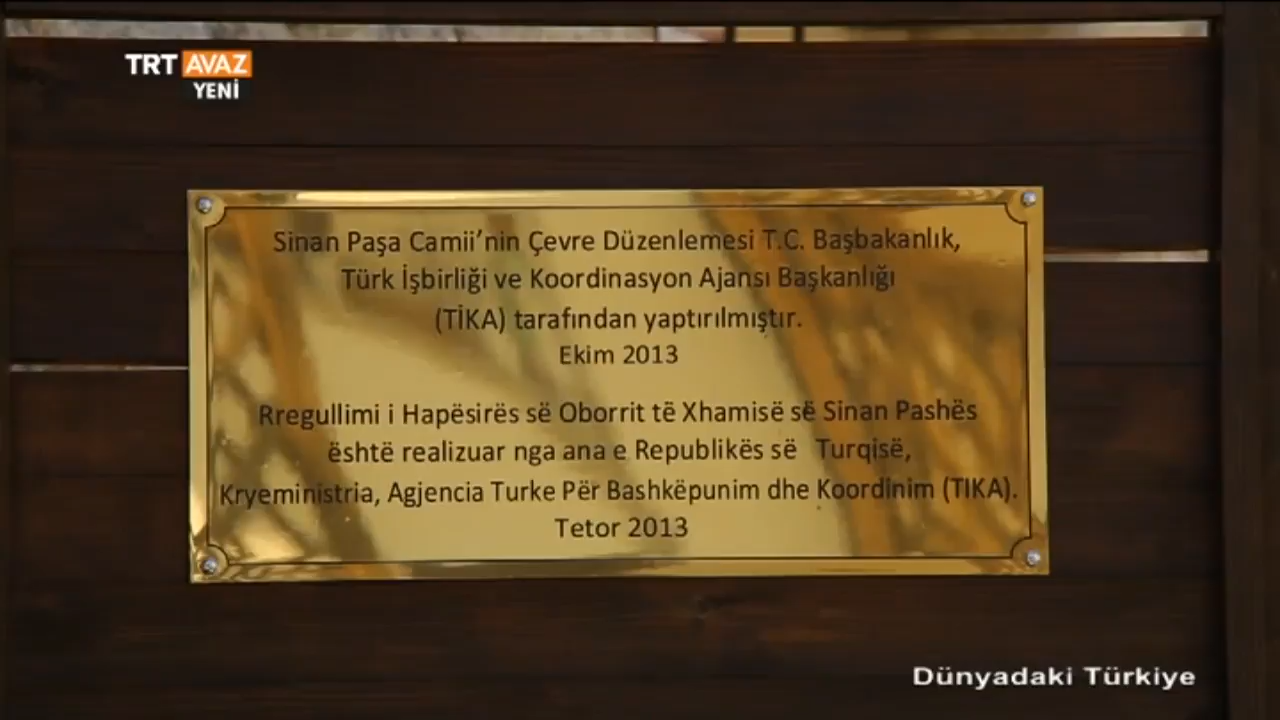 TRT AVAZ
YENİ
Sinan Paşa Camii'nin Çevre Düzenlemesi T.C. Başbakanlık,
Türk İşbirliği ve Koordinasyon Ajansı Başkanlığı
(TİKA) tarafından yaptırılmıştır.
Ekim 2013
Rregullimi i Hapësirës së Oborrit të Xhamisë së Sinan Pashës
është realizuar nga ana e Republikës së Turqisë,
Kryeministria, Agjencia Turke Për Bashkëpunim dhe Koordinim (TIKA).
Tetor 2013
Dünyadaki Türkiye